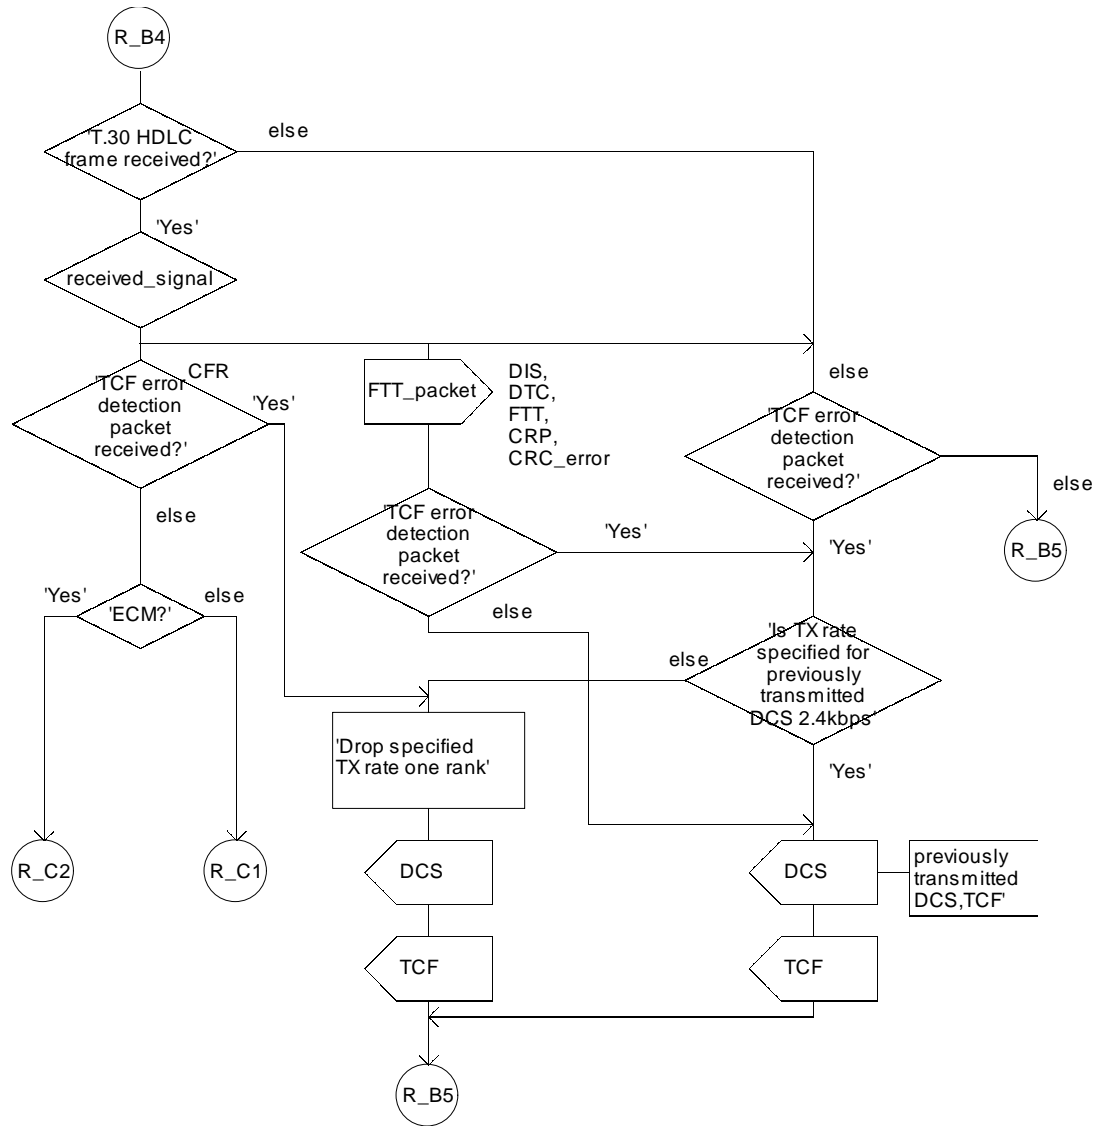 R_B4
'T.30 HDLC
frame received?'
else
'Yes'
received_signal
CFR
'TCF error
detection
packet
received?'
'Yes'
else
'Yes'
'ECM?'
else
R_C2
R_C1
FTT_packet
DIS,
DTC,
FTT,
CRP,
CRC_error
'TCF error
detection
packet
received?'
'Yes'
else
else
'TCF error
detection
packet
received?'
else
R_B5
'Yes'
'Is TX rate
specified for
previously
transmitted
DCS 2.4kbps'
else
'Yes'
'Drop specified
TX rate one rank'
DCS
TCF
DCS
previously
transmitted
DCS,TCF'
TCF
R_B5